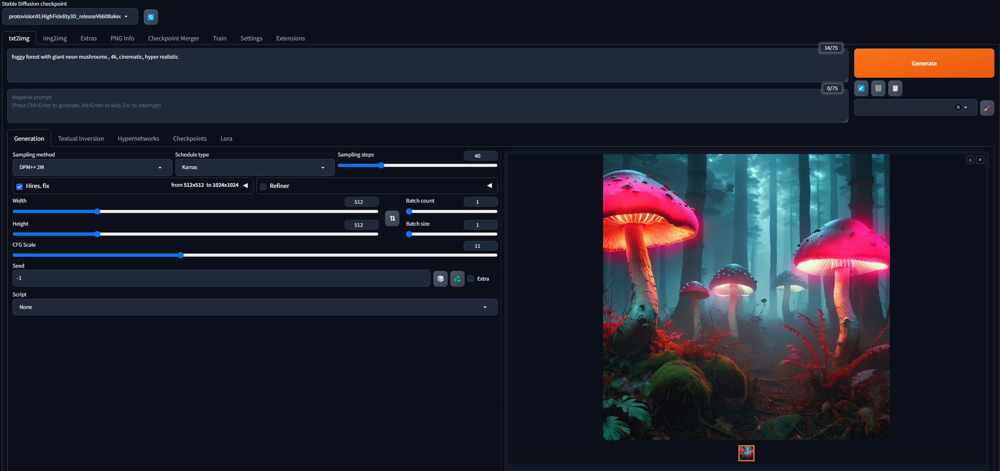 Stable Diffusion checkpoint
protovisionXLHighFidelity3D_releaseV660Bakec
txt2img img2img Extras PNG Info Checkpoint Merger Train Settings Extensions
14/75
foggy forest with giant neon mushrooms , 4k, cinematic, hyper realistic
Generate
0/75
Negative prompt
(Press Ctrl+Enter to generate, Alt+Enter to skip, Esc to interrupt)
Generation Textual Inversion Hypernetworks Checkpoints Lora
Sampling method Schedule type Sampling steps 40
DPM++ 2M Karras
Hires. fix from 512x512 to 1024x1024 Refiner
Width 512 Batch count 1
Height 512 Batch size 1
CFG Scale 11
Seed
-1 Extra
Script
None